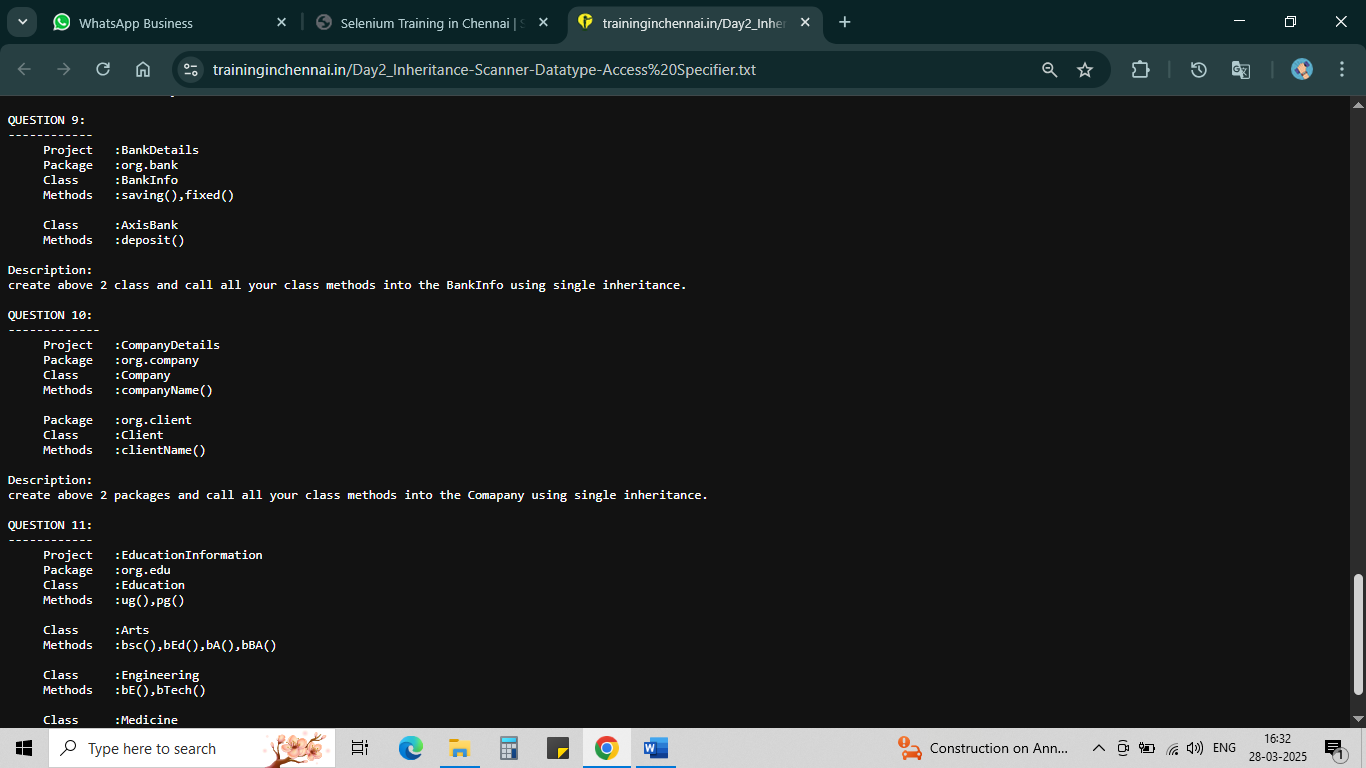 WhatsApp Business
Selenium Training in Chennai | S
traininginchennai.in/Day2_Inher
traininginchennai.in/Day2_Inheritance-Scanner-Datatype-Access%20Specifier.txt
QUESTION 9:
------------
Project :BankDetails
Package :org.bank
Class :BankInfo
Methods :saving(),fixed()
Class :AxisBank
Methods :deposit()
Description:
create above 2 class and call all your class methods into the BankInfo using single inheritance.
QUESTION 10:
-------------
Project :CompanyDetails
Package :org.company
Class :Company
Methods :companyName()
Package :org.client
Class :Client
Methods :clientName()
Description:
create above 2 packages and call all your class methods into the Comapany using single inheritance.
QUESTION 11:
------------
Project :EducationInformation
Package :org.edu
Class :Education
Methods :ug(),pg()
Class :Arts
Methods :bsc(),bEd(),bA(),bBA()
Class :Engineering
Methods :bE(),bTech()
Class :Medicine
Type here to search
Construction on Ann...
ENG
16:32
28-03-2025
1